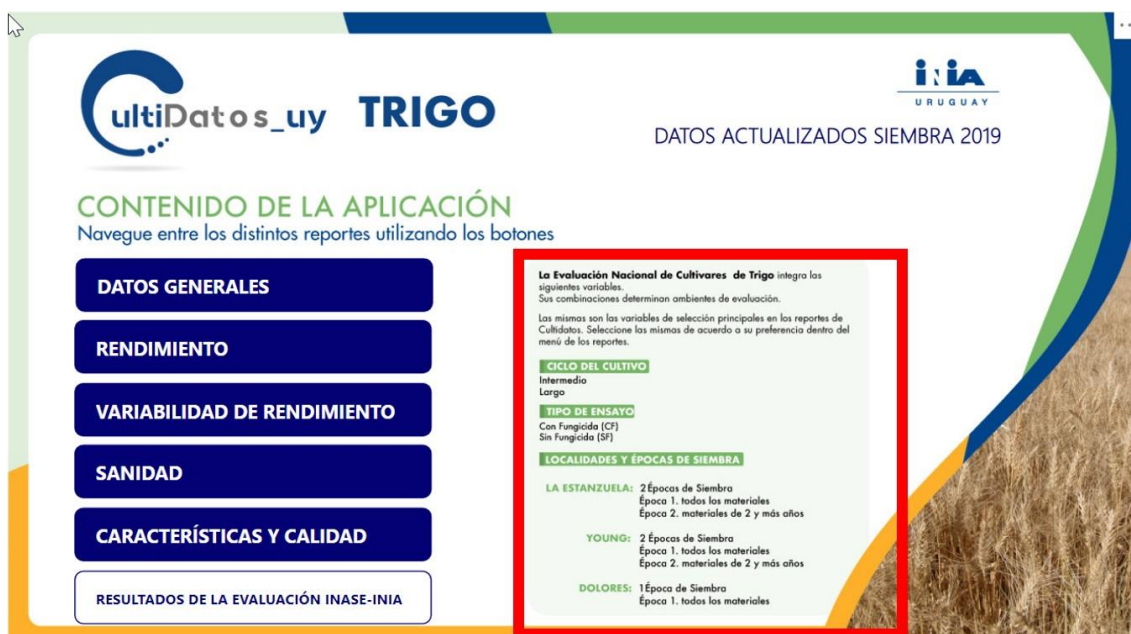 CultiDatos_uy TRIGO
INIA
URUGUAY
DATOS ACTUALIZADOS SIEMBRA 2019
CONTENIDO DE LA APLICACIÓN
Navegue entre los distintos reportes utilizando los botones
DATOS GENERALES
RENDIMIENTO
VARIABILIDAD DE RENDIMIENTO
SANIDAD
CARACTERÍSTICAS Y CALIDAD
RESULTADOS DE LA EVALUACIÓN INASE-INIA
La Evaluación Nacional de Cultivares de Trigo integra las
siguientes variables.
Sus combinaciones determinan ambientes de evaluación.
Las mismas son las variables de selección principales en los reportes de
Cultidatos. Seleccione las mismas de acuerdo a su preferencia dentro del
menú de los reportes.
CICLO DEL CULTIVO
Intermedio
Largo
TIPO DE ENSAYO
Con Fungicida (CF)
Sin Fungicida (SF)
LOCALIDADES Y ÉPOCAS DE SIEMBRA
LA ESTANZUELA: 2 Épocas de Siembra
Época 1. todos los materiales
Época 2. materiales de 2 y más años
YOUNG: 2 Épocas de Siembra
Época 1. todos los materiales
Época 2. materiales de 2 y más años
DOLORES: 1 Época de Siembra
Época 1. todos los materiales